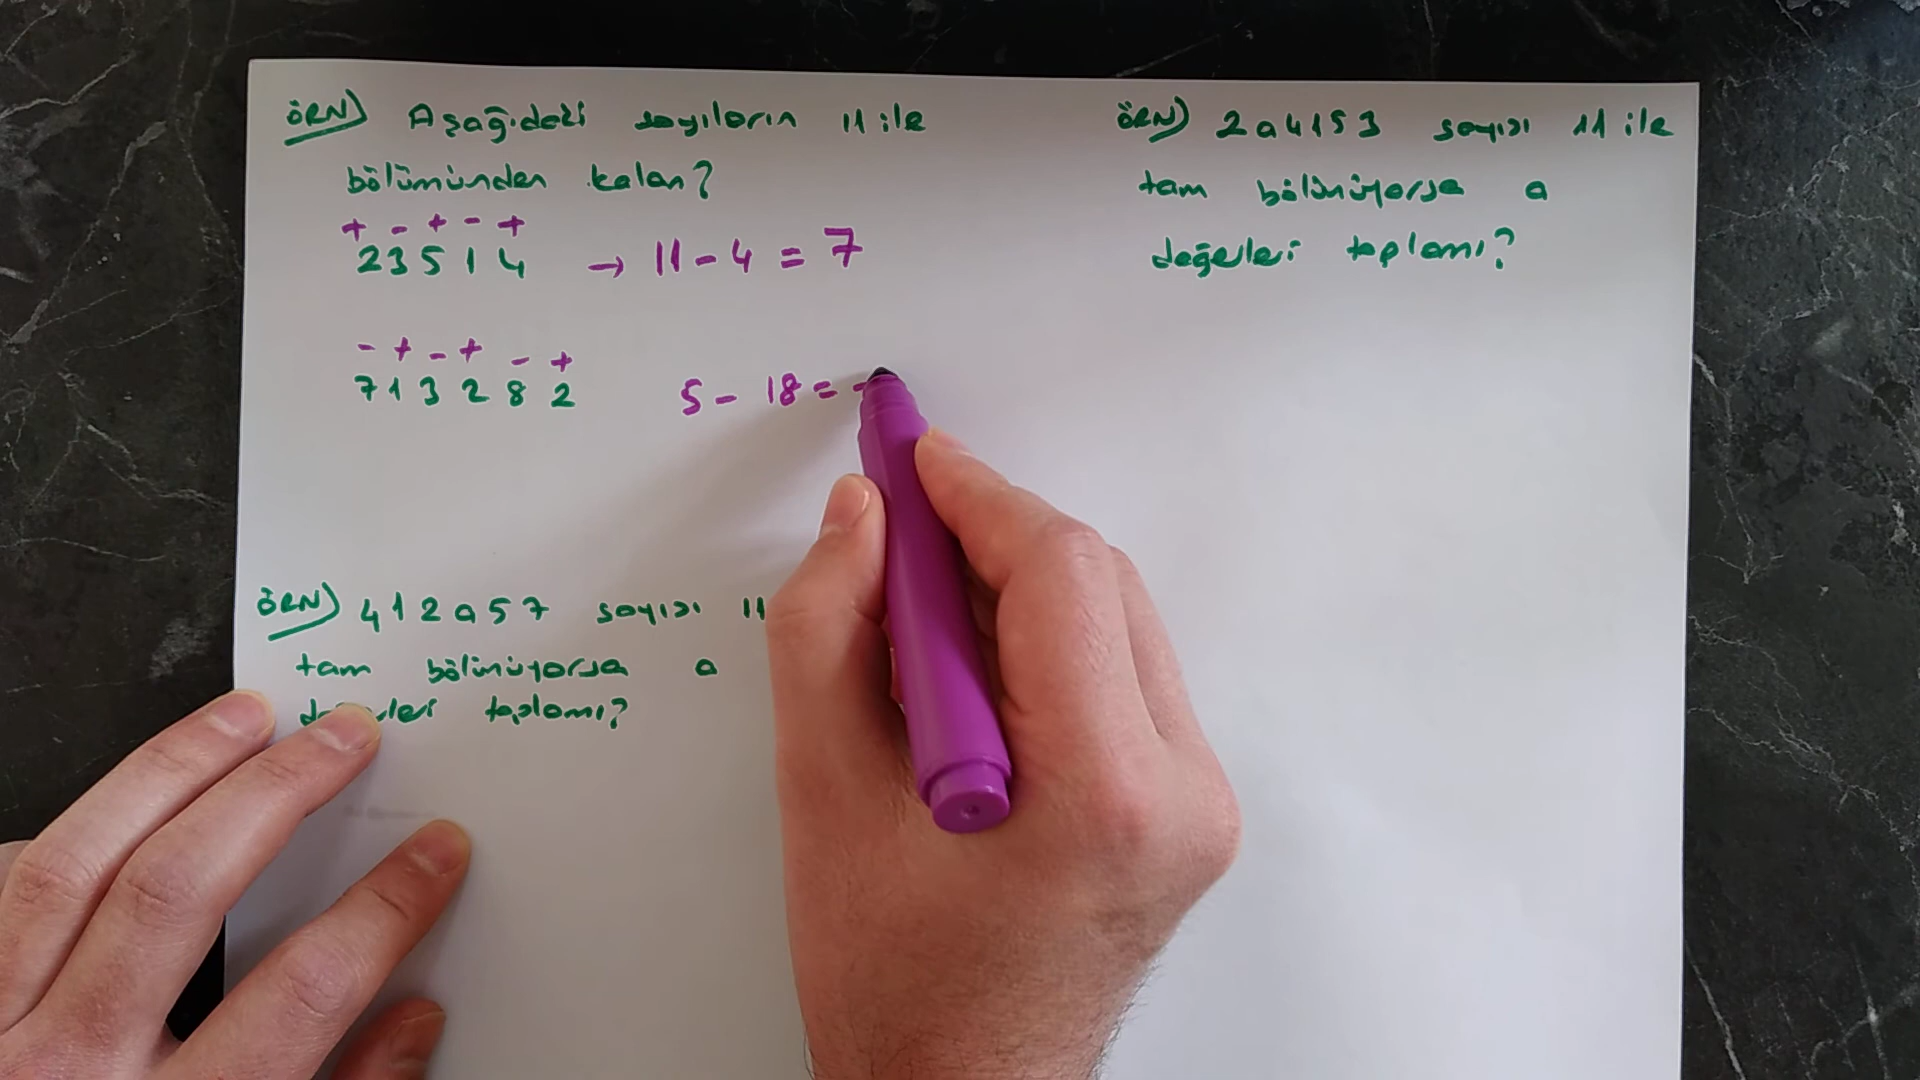 ÖRN) Aşağıdaki sayıların 11 ile
bölümünden kalan?
+ - + - +
23514 → 11 - 4 = 7
- + - + - +
713282 5 - 18 = -
ÖRN) 412a57 sayısı 11
tam bölünüyorsa a
toplamı?
ÖRN) 2a4153 sayısı 11 ile
tam bölünüyorsa a
değerleri toplamı?